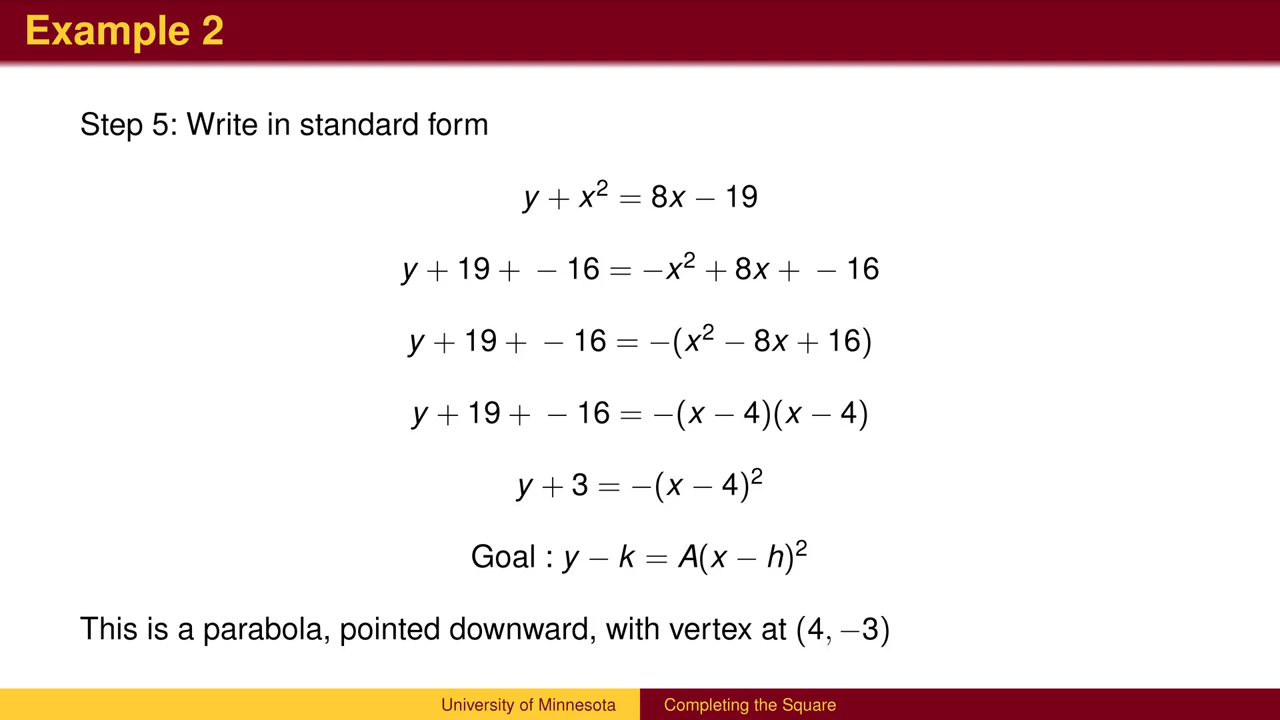 Example 2
Step 5: Write in standard form
y + x² = 8x − 19
y + 19 + − 16 = −x² + 8x + − 16
y + 19 + − 16 = −(x² − 8x + 16)
y + 19 + − 16 = −(x − 4)(x − 4)
y + 3 = −(x − 4)²
Goal : y − k = A(x − h)²
This is a parabola, pointed downward, with vertex at (4, −3)
University of Minnesota
Completing the Square